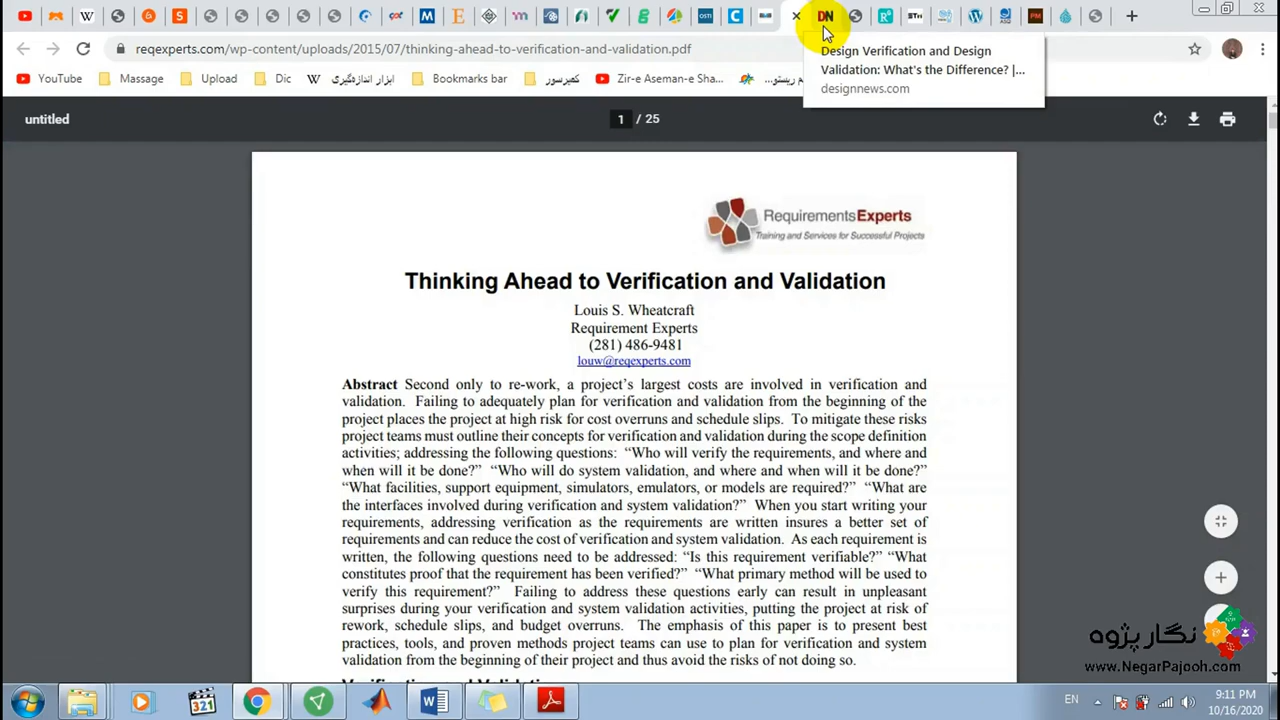 reqexperts.com/wp-content/uploads/2015/07/thinking-ahead-to-verification-and-validation.pdf
Design Verification and Design
Validation: What's the Difference? |...
designnews.com
YouTube Massage Upload Dic اندازه‌گیری ابزار Bookmarks bar کمپرسور Zir-e Aseman-e Sha...
untitled 1 / 25
RequirementsExperts
Training and Services for Successful Projects
Thinking Ahead to Verification and Validation
Louis S. Wheatcraft
Requirement Experts
(281) 486-9481
louw@reqexperts.com
Abstract Second only to re-work, a project's largest costs are involved in verification and
validation. Failing to adequately plan for verification and validation from the beginning of the
project places the project at high risk for cost overruns and schedule slips. To mitigate these risks
project teams must outline their concepts for verification and validation during the scope definition
activities; addressing the following questions: “Who will verify the requirements, and where and
when will it be done?” “Who will do system validation, and where and when will it be done?”
“What facilities, support equipment, simulators, emulators, or models are required?” “What are
the interfaces involved during verification and system validation?” When you start writing your
requirements, addressing verification as the requirements are written insures a better set of
requirements and can reduce the cost of verification and system validation. As each requirement is
written, the following questions need to be addressed: “Is this requirement verifiable?” “What
constitutes proof that the requirement has been verified?” “What primary method will be used to
verify this requirement?” Failing to address these questions early can result in unpleasant
surprises during your verification and system validation activities, putting the project at risk of
rework, schedule slips, and budget overruns. The emphasis of this paper is to present best
practices, tools, and proven methods project teams can use to plan for verification and system
validation from the beginning of their project and thus avoid the risks of not doing so.
نگار پژوه
www.NegarPajooh.com
EN
9:11 PM
10/16/2020